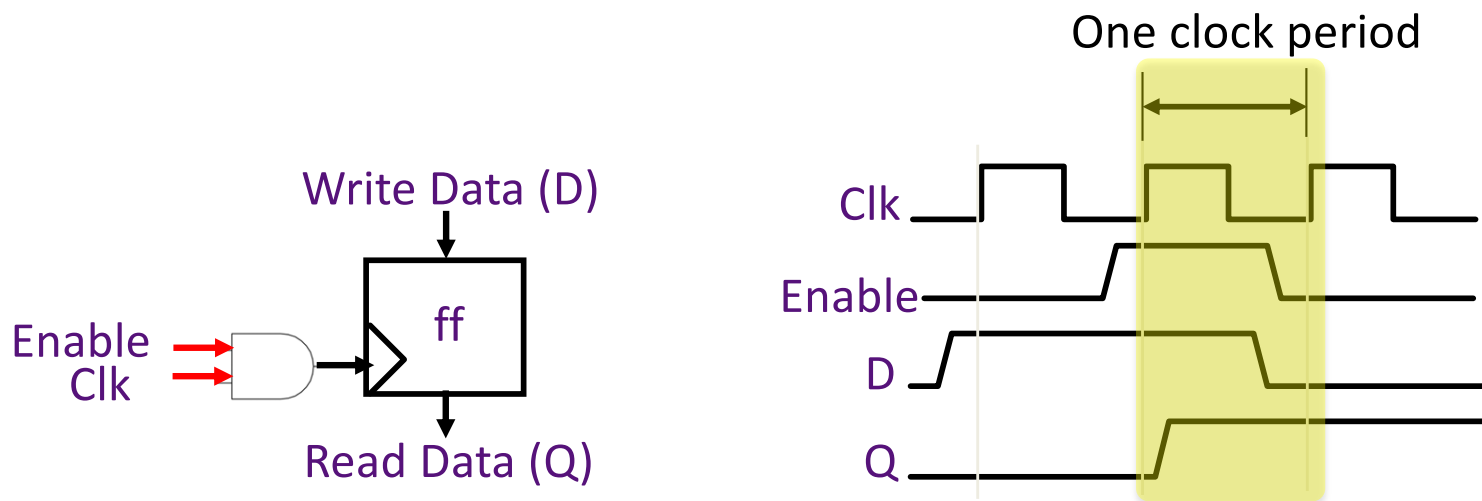 Write Data (D)
ff
Enable
Clk
Read Data (Q)
One clock period
Clk
Enable
D
Q